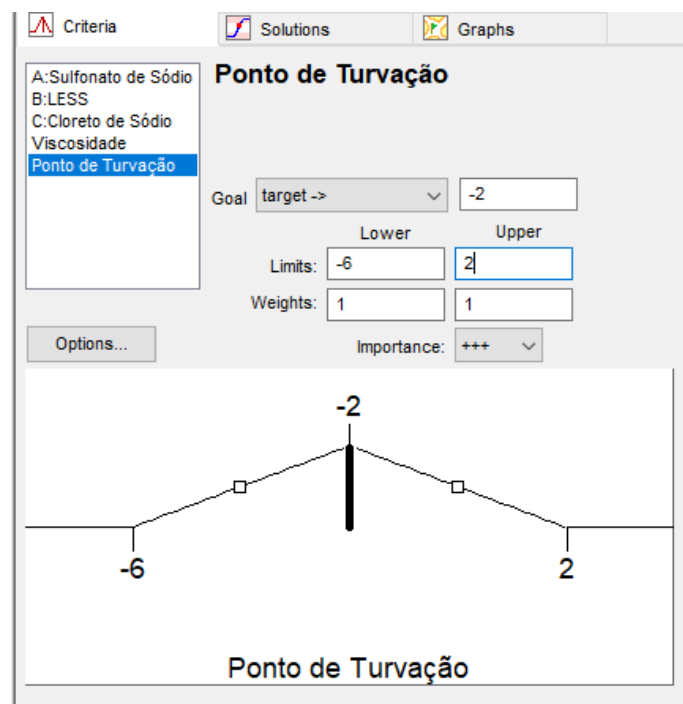 Criteria Solutions Graphs
A:Sulfonato de Sódio
B:LESS
C:Cloreto de Sódio
Viscosidade
Ponto de Turvação
Ponto de Turvação
Goal target -> -2
Lower Upper
Limits: -6 2
Weights: 1 1
Options... Importance: +++
-2
-6 2
Ponto de Turvação